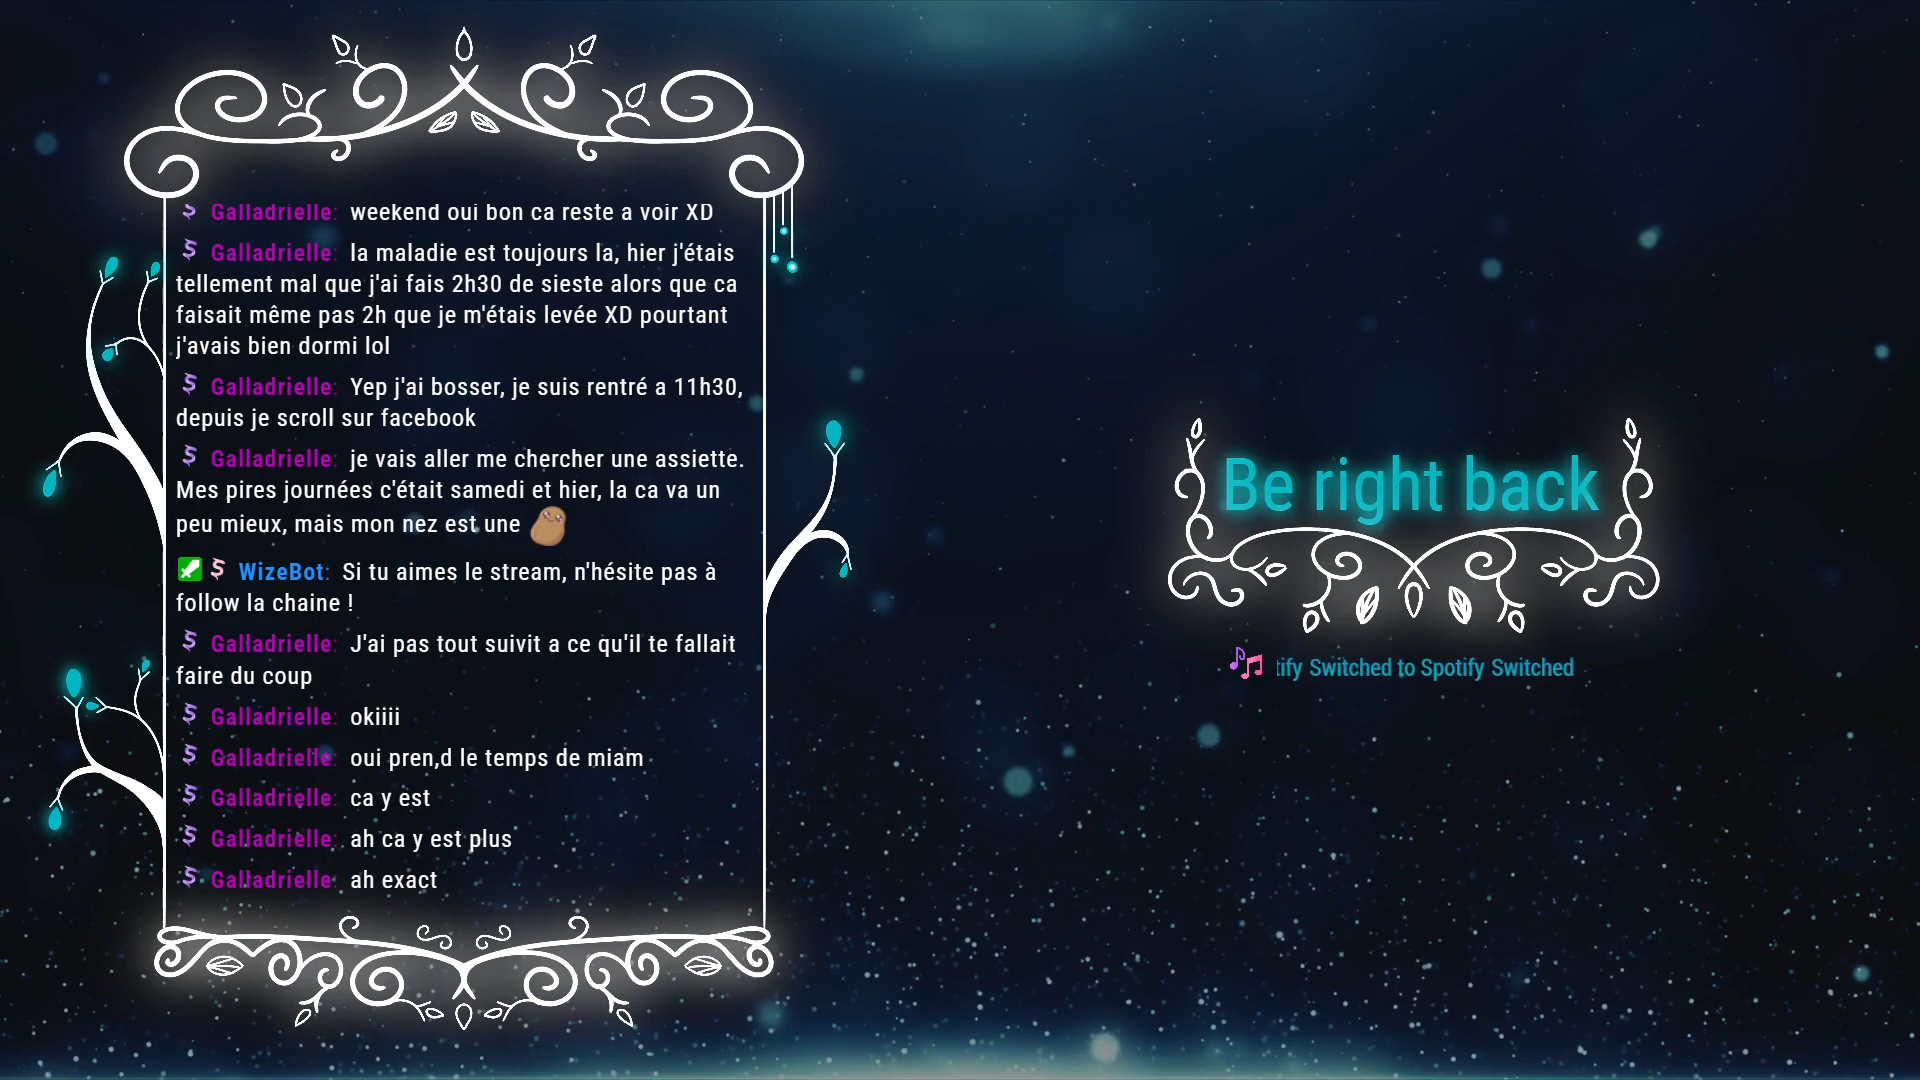 Galladrielle: weekend oui bon ca reste a voir XD
Galladrielle: la maladie est toujours la, hier j'étais
tellement mal que j'ai fais 2h30 de sieste alors que ca
faisait même pas 2h que je m'étais levée XD pourtant
j'avais bien dormi lol
Galladrielle: Yep j'ai bosser, je suis rentré a 11h30,
depuis je scroll sur facebook
Galladrielle: je vais aller me chercher une assiette.
Mes pires journées c'était samedi et hier, la ca va un
peu mieux, mais mon nez est une
WizeBot: Si tu aimes le stream, n'hésite pas à
follow la chaine !
Galladrielle: J'ai pas tout suivit a ce qu'il te fallait
faire du coup
Galladrielle: okiiii
Galladrielle: oui pren,d le temps de miam
Galladrielle: ca y est
Galladrielle: ah ca y est plus
Galladrielle: ah exact
Be right back
tify Switched to Spotify Switched